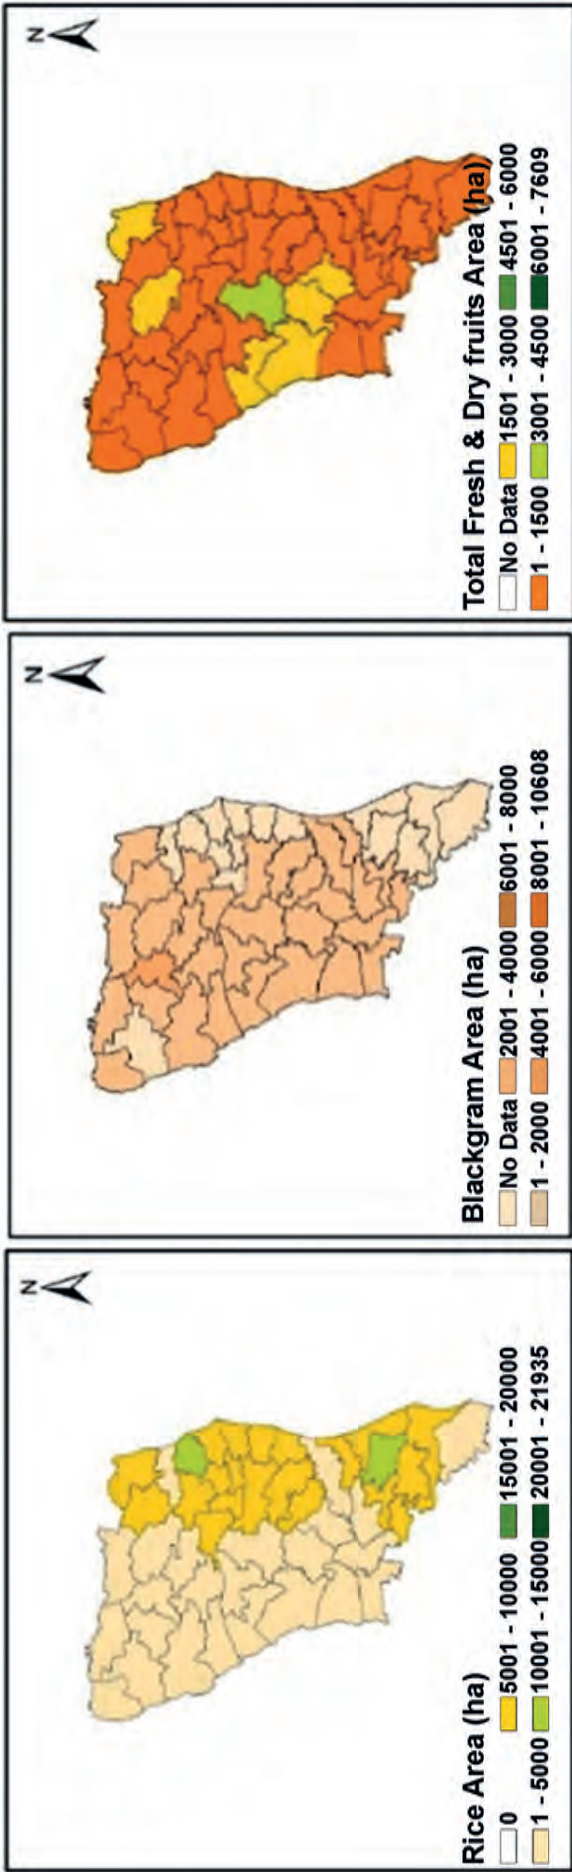 N
Rice Area (ha)
0
5001 - 10000
15001 - 20000
1 - 5000
10001 - 15000
20001 - 21935
N
Blackgram Area (ha)
No Data
2001 - 4000
6001 - 8000
1 - 2000
4001 - 6000
8001 - 10608
N
Total Fresh & Dry fruits Area (ha)
No Data
1501 - 3000
4501 - 6000
1 - 1500
3001 - 4500
6001 - 7609